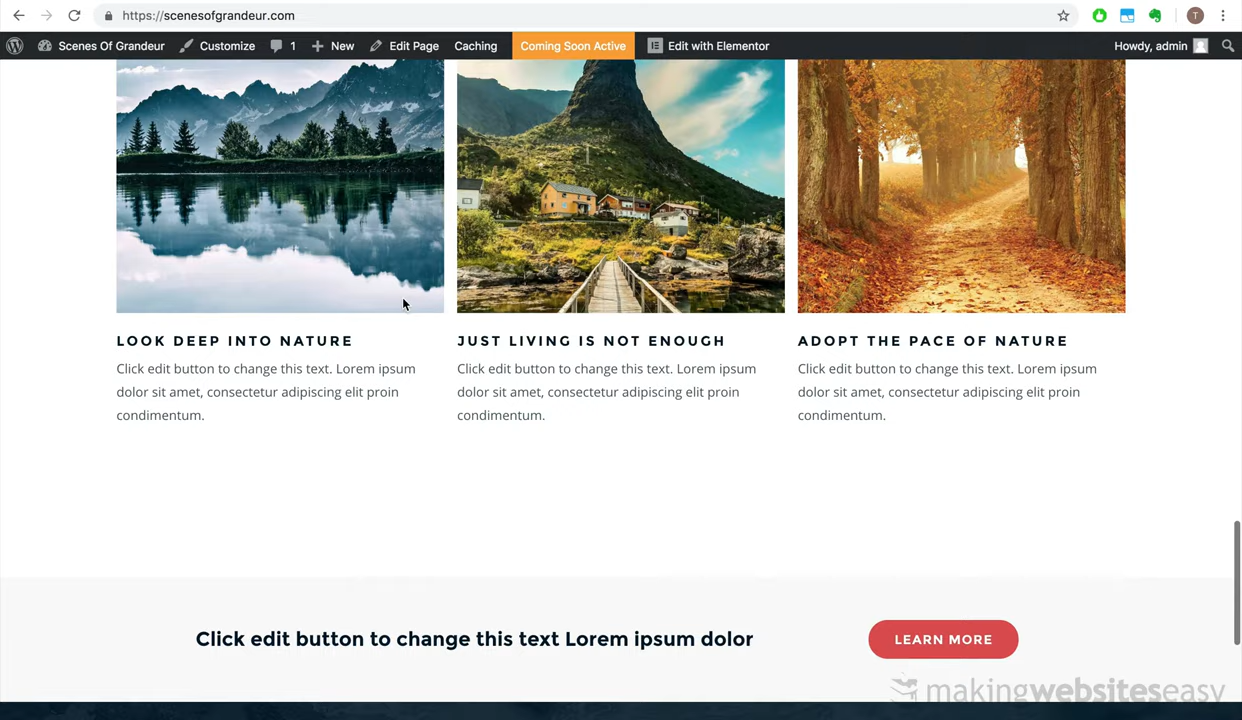 https://scenesofgrandeur.com
T
Scenes Of Grandeur Customize 1 New Edit Page Caching Coming Soon Active Edit with Elementor Howdy, admin
LOOK DEEP INTO NATURE
Click edit button to change this text. Lorem ipsum
dolor sit amet, consectetur adipiscing elit proin
condimentum.
JUST LIVING IS NOT ENOUGH
Click edit button to change this text. Lorem ipsum
dolor sit amet, consectetur adipiscing elit proin
condimentum.
ADOPT THE PACE OF NATURE
Click edit button to change this text. Lorem ipsum
dolor sit amet, consectetur adipiscing elit proin
condimentum.
Click edit button to change this text Lorem ipsum dolor
LEARN MORE
makingwebsiteseasy